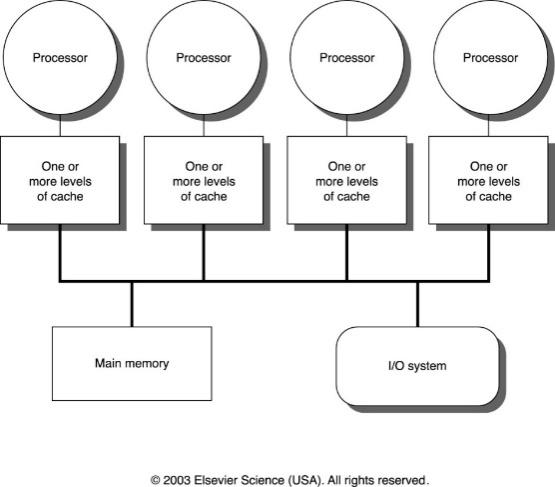 Processor
Processor
Processor
Processor
One or
more levels
of cache
One or
more levels
of cache
One or
more levels
of cache
One or
more levels
of cache
Main memory
I/O system
© 2003 Elsevier Science (USA). All rights reserved.